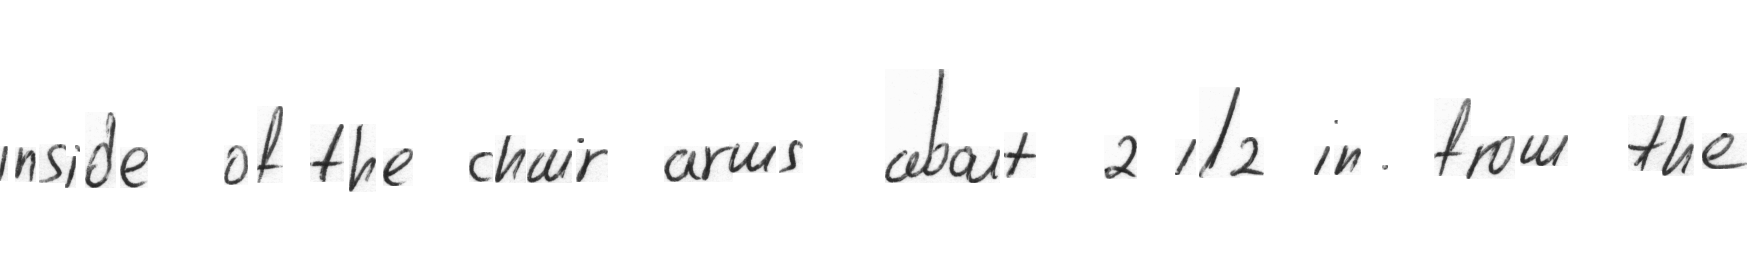 inside of the chair arms about 2 1/2 in. from the